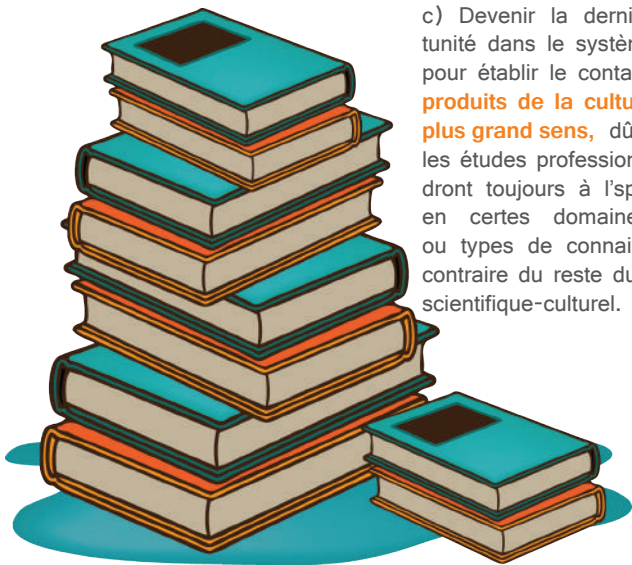 c) Devenir la derni
tunité dans le systèm
pour établir le conta
produits de la cultu
plus grand sens, dû
les études profession
dront toujours à l'sp
en certes domaine
ou types de connai
contraire du reste du
scientifique-culturel.